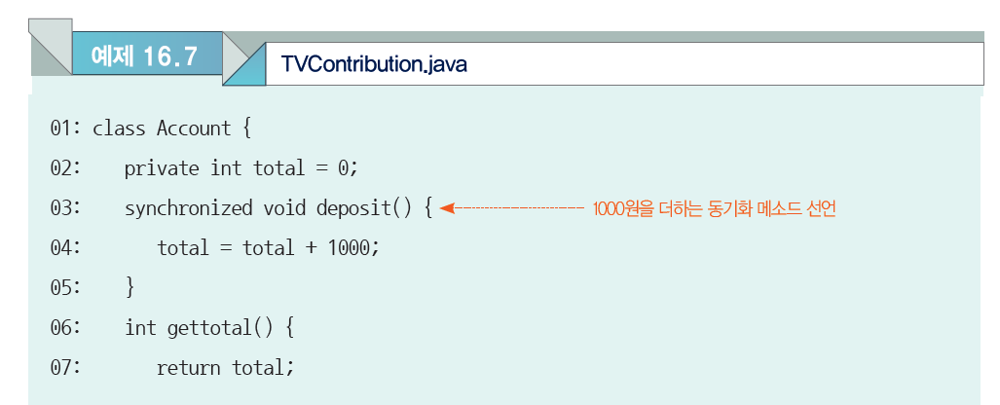 예제 16.7
TVContribution.java
01: class Account {
02: private int total = 0;
03: synchronized void deposit() { 1000원을 더하는 동기화 메소드 선언
04: total = total + 1000;
05: }
06: int gettotal() {
07: return total;